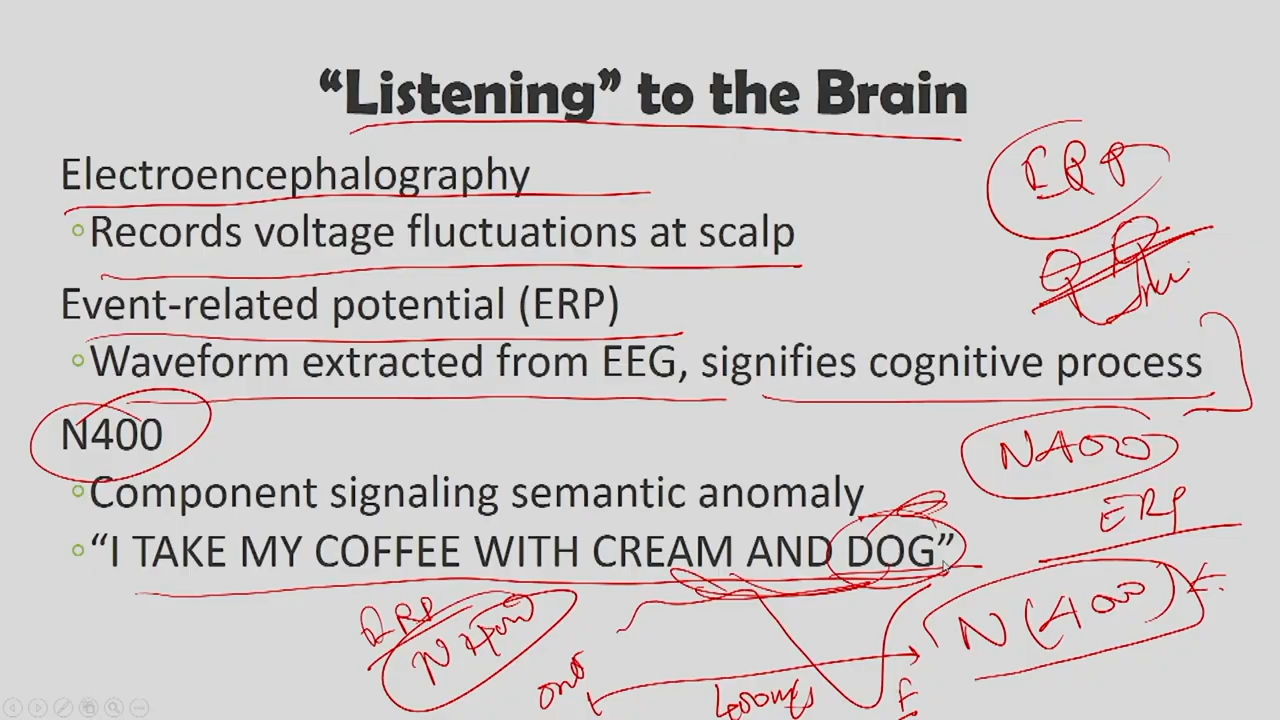 “Listening” to the Brain
Electroencephalography
Records voltage fluctuations at scalp
ERP
Event-related potential (ERP)
Waveform extracted from EEG, signifies cognitive process
N400
N400
Component signaling semantic anomaly
ERP
“I TAKE MY COFFEE WITH CREAM AND DOG”
N(400)
ERP
N400
400ms